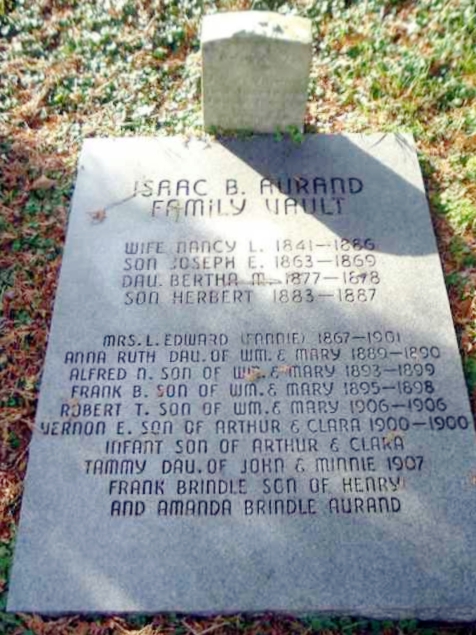 ISAAC B. AURAND
FAMILY VAULT
WIFE NANCY L. 1841—1886
SON JOSEPH E. 1863—1869
DAU. BERTHA M. 1877—1878
SON HERBERT 1883—1887
MRS. L. EDWARD (FANNIE) 1867—1901
ANNA RUTH DAU. OF WM. & MARY 1889—1890
ALFRED N. SON OF WM. & MARY 1893—1899
FRANK B. SON OF WM. & MARY 1895—1898
ROBERT T. SON OF WM. & MARY 1906—1906
VERNON E. SON OF ARTHUR & CLARA 1900—1900
INFANT SON OF ARTHUR & CLARA
TAMMY DAU. OF JOHN & MINNIE 1907
FRANK BRINDLE SON OF HENRY
AND AMANDA BRINDLE AURAND